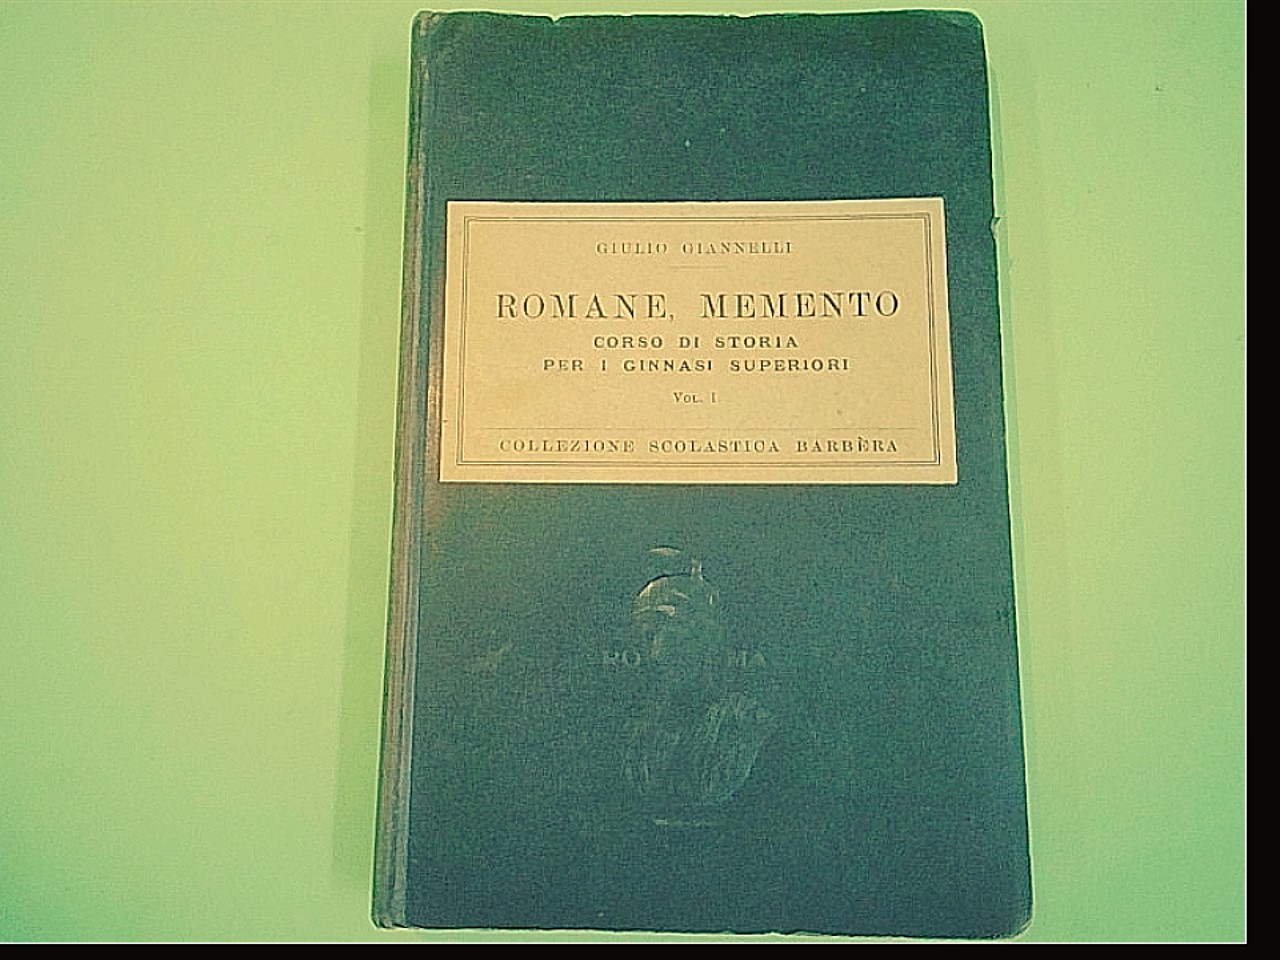 GIULIO GIANNELLI
ROMANE, MEMENTO
CORSO DI STORIA
PER I GINNASI SUPERIORI
VOL. I
COLLEZIONE SCOLASTICA BARBÈRA